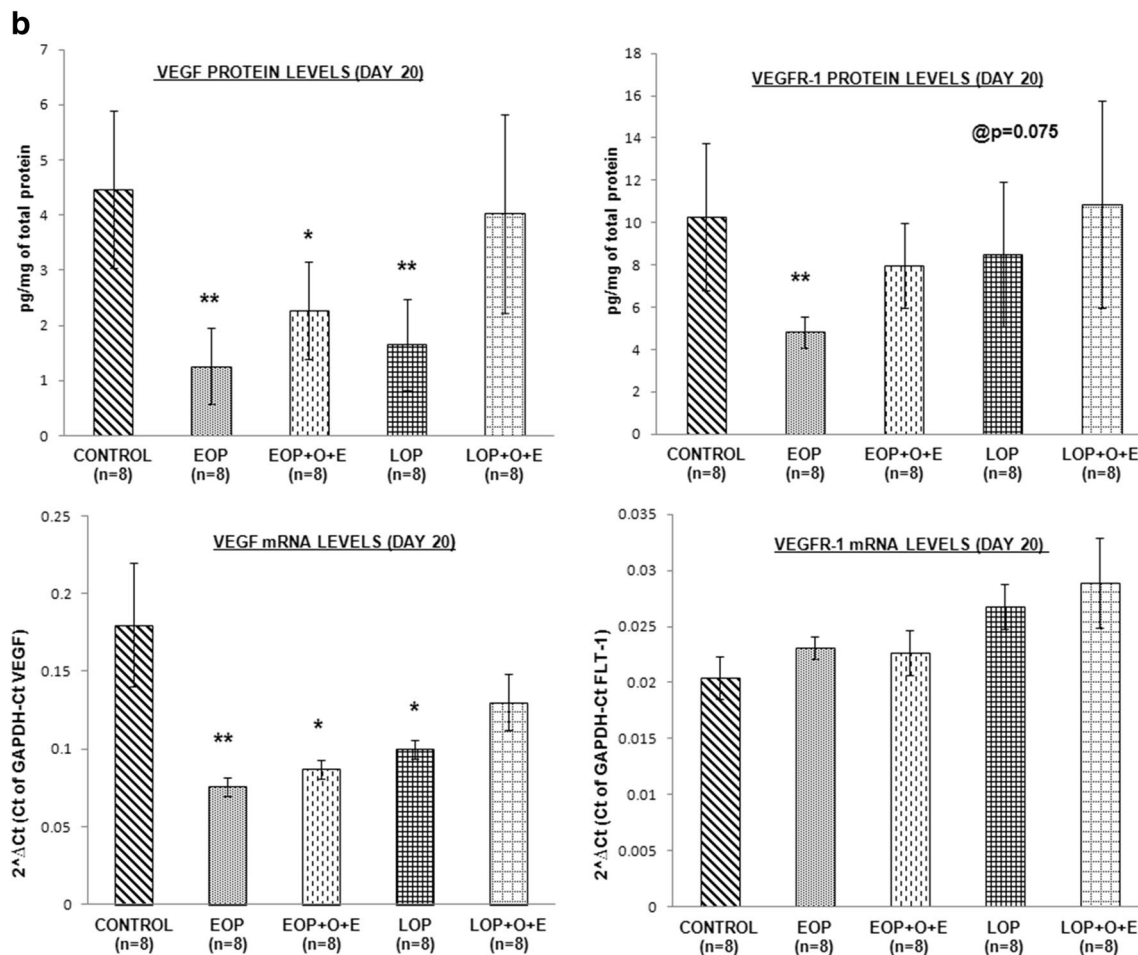 b
VEGF PROTEIN LEVELS (DAY 20)
pg/mg of total protein
7
6
5
4
3
2
1
0
**
*
**
CONTROL EOP EOP+O+E LOP LOP+O+E
(n=8) (n=8) (n=8) (n=8) (n=8)
VEGFR-1 PROTEIN LEVELS (DAY 20)
pg/mg of total protein
18
16
14
12
10
8
6
4
2
0
@p=0.075
**
CONTROL EOP EOP+O+E LOP LOP+O+E
(n=8) (n=8) (n=8) (n=8) (n=8)
VEGF mRNA LEVELS (DAY 20)
2^ΔCt (Ct of GAPDH-Ct VEGF)
0.25
0.2
0.15
0.1
0.05
0
**
*
*
CONTROL EOP EOP+O+E LOP LOP+O+E
(n=8) (n=8) (n=8) (n=8) (n=8)
VEGFR-1 mRNA LEVELS (DAY 20)
2^ΔCt (Ct of GAPDH-Ct FLT-1)
0.035
0.03
0.025
0.02
0.015
0.01
0.005
0
CONTROL EOP EOP+O+E LOP LOP+O+E
(n=8) (n=8) (n=8) (n=8) (n=8)